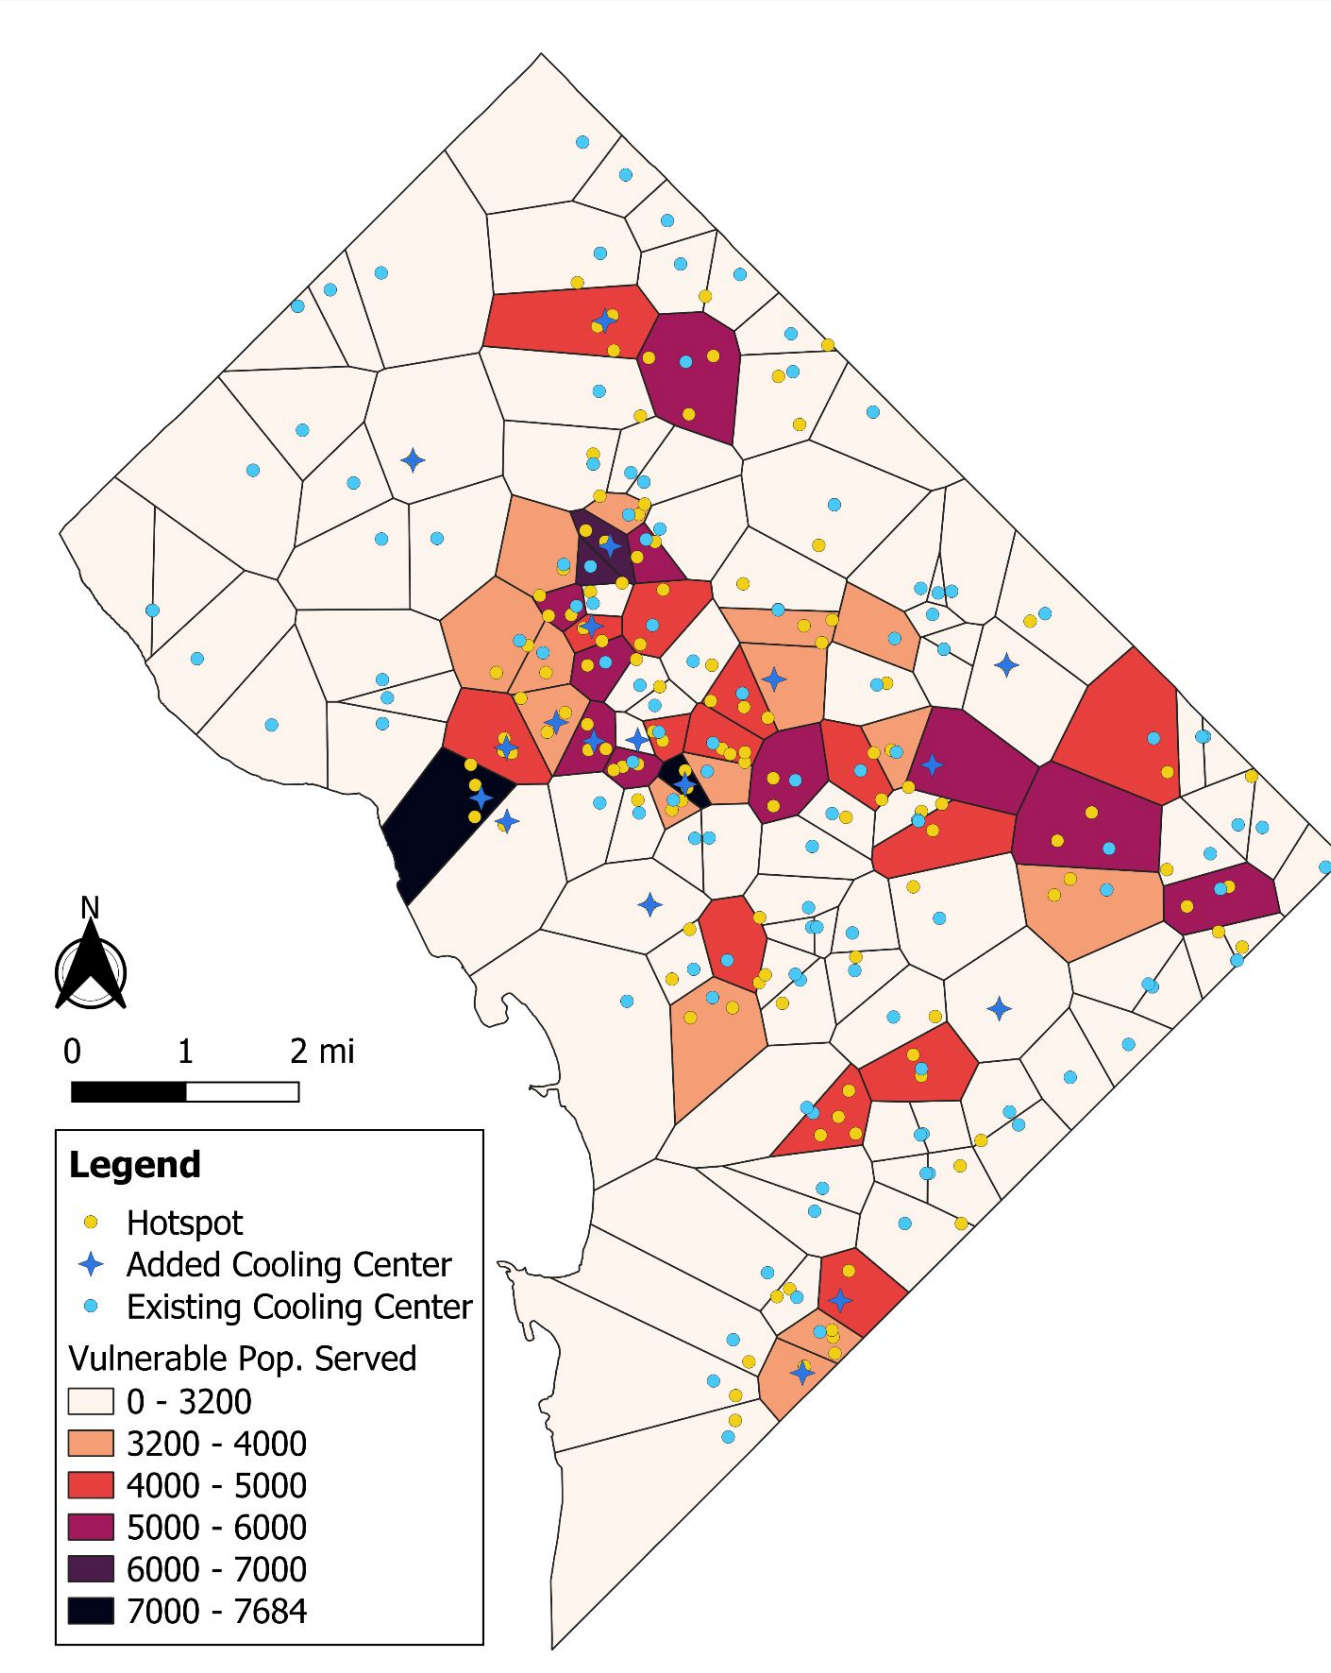 N
0 1 2 mi
Legend
Hotspot
Added Cooling Center
Existing Cooling Center
Vulnerable Pop. Served
0 - 3200
3200 - 4000
4000 - 5000
5000 - 6000
6000 - 7000
7000 - 7684